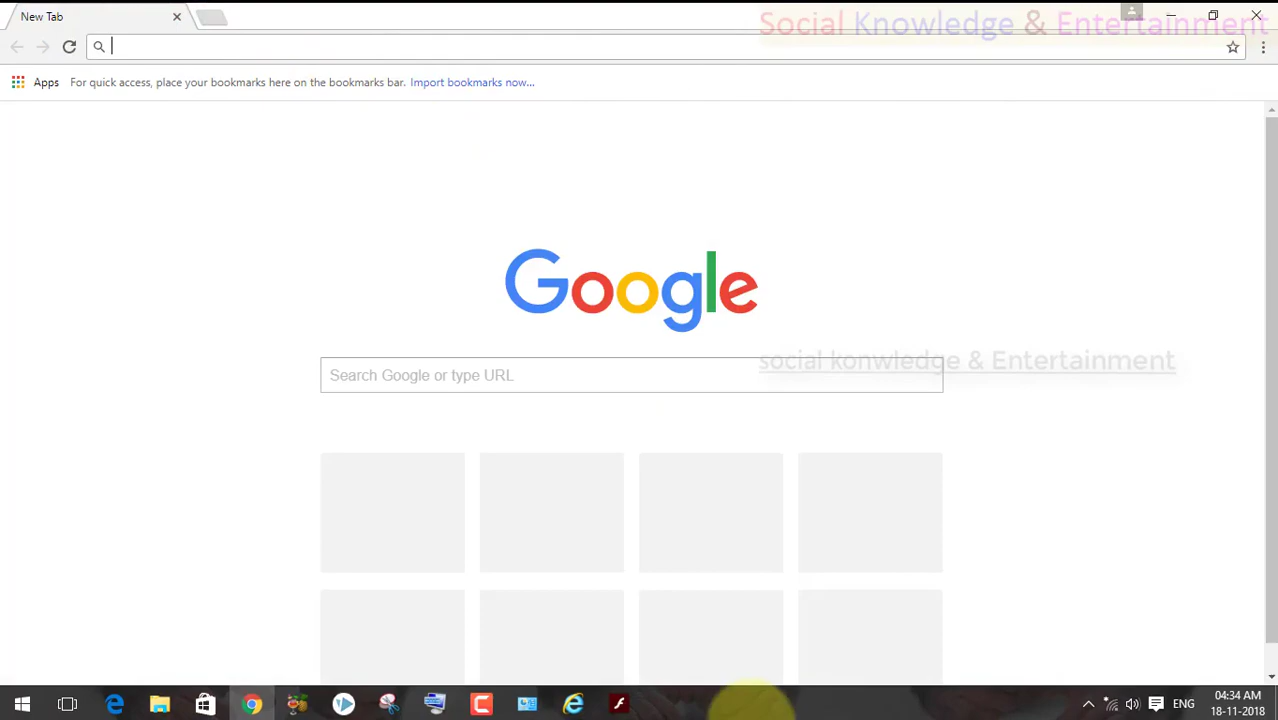 New Tab
Social Knowledge & Entertainment
Apps For quick access, place your bookmarks here on the bookmarks bar. Import bookmarks now...
Google
social konwledge & Entertainment
Search Google or type URL
ENG
04:34 AM
18-11-2018